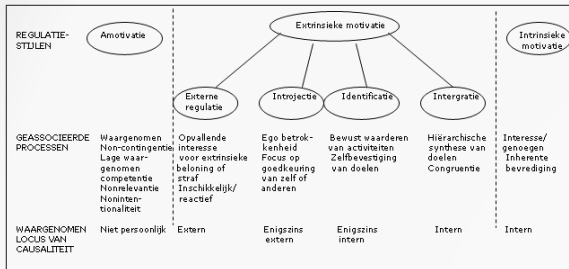 REGULATIE-
STIJLEN
Amotivatie
Extrinsieke motivatie
Intrinsieke
motivatie
Externe
regulatie
Introjectie
Identificatie
Intergratie
GEASSOCIEERDE
PROCESSEN
Waargenomen
Non-contingentie
Lage waar-
genomen
competentie
Nonrelevantie
Noninten-
tionaliteit
Opvallende
interesse
voor extrinsieke
beloning of
straf
Inschikkelijk/
reactief
Ego betrok-
kenheid
Focus op
goedkeuring
van zelf of
anderen
Bewust waarderen
van activiteiten
Zelfbevestiging
van doelen
Hiërarchische
synthese van
doelen
Congruentie
Interesse/
genoegen
Inherente
bevrediging
WAARGENOMEN
LOCUS VAN
CAUSALITEIT
Niet persoonlijk
Extern
Enigszins
extern
Enigszins
intern
Intern
Intern